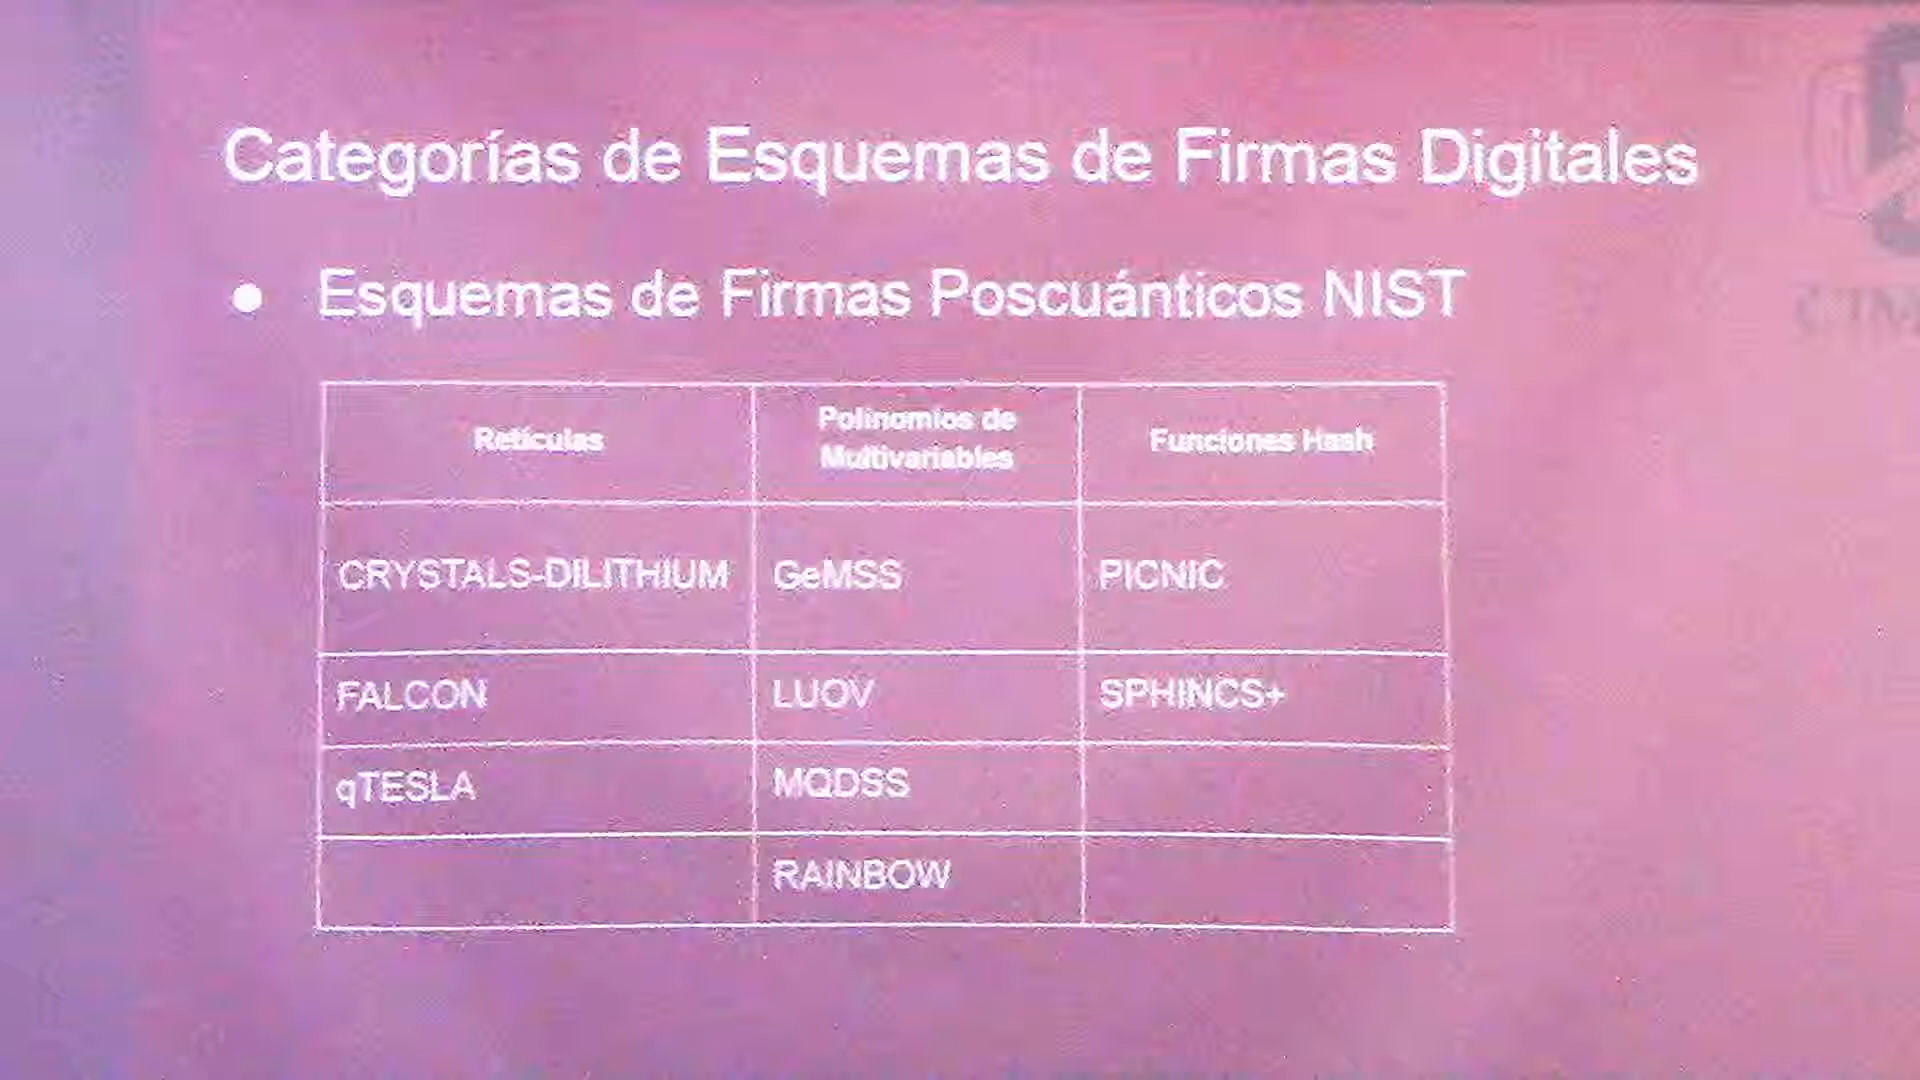 Categorías de Esquemas de Firmas Digitales
● Esquemas de Firmas Poscuánticos NIST
Retículas
Polinomios de
Multivariables
Funciones Hash
CRYSTALS-DILITHIUM GeMSS PICNIC
FALCON LUOV SPHINCS+
qTESLA MQDSS
RAINBOW